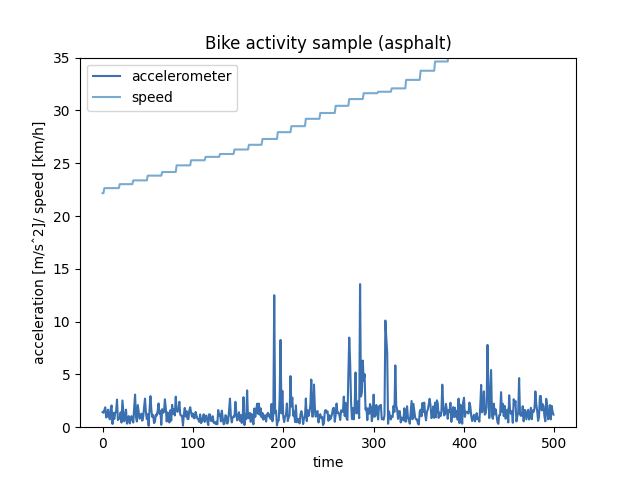 Bike activity sample (asphalt)
accelerometer
speed
35
30
25
20
15
10
5
0
acceleration [m/sˆ2]/ speed [km/h]
0 100 200 300 400 500
time